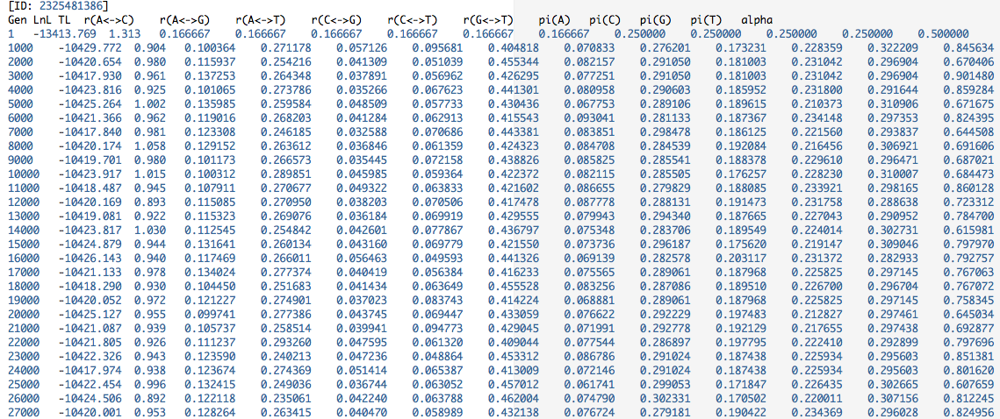 [ID: 2325481386]
Gen LnL TL r(A<->C) r(A<->G) r(A<->T) r(C<->G) r(C<->T) r(G<->T) pi(A) pi(C) pi(G) pi(T) alpha
1 -13413.769 1.313 0.166667 0.166667 0.166667 0.166667 0.166667 0.166667 0.250000 0.250000 0.250000 0.250000 0.500000
1000 -10429.772 0.904 0.100364 0.271178 0.057126 0.095681 0.404818 0.070833 0.276201 0.173231 0.228359 0.322209 0.845634
2000 -10420.654 0.980 0.115937 0.254216 0.041309 0.051039 0.455344 0.082157 0.291050 0.181003 0.231042 0.296904 0.670406
3000 -10417.930 0.961 0.137253 0.264348 0.037891 0.056962 0.426295 0.077251 0.291050 0.181003 0.231042 0.296904 0.901480
4000 -10423.816 0.925 0.101065 0.273786 0.035266 0.067623 0.441301 0.080958 0.290603 0.185952 0.231800 0.291644 0.859284
5000 -10425.264 1.002 0.135985 0.259584 0.048509 0.057733 0.430436 0.067753 0.289106 0.189615 0.210373 0.310906 0.671675
6000 -10421.366 0.962 0.119016 0.268203 0.041284 0.062913 0.415543 0.093041 0.281133 0.187367 0.234148 0.297353 0.824395
7000 -10417.840 0.981 0.123308 0.246185 0.032588 0.070686 0.443381 0.083851 0.298478 0.186125 0.221560 0.293837 0.644508
8000 -10420.174 1.058 0.129152 0.263612 0.036846 0.061359 0.424323 0.084708 0.284539 0.192084 0.216456 0.306921 0.691606
9000 -10419.701 0.980 0.101173 0.266573 0.035445 0.072158 0.438826 0.085825 0.285541 0.188378 0.229610 0.296471 0.687021
10000 -10423.917 1.015 0.100312 0.289851 0.045985 0.059364 0.422372 0.082115 0.285505 0.176257 0.228230 0.310007 0.684473
11000 -10418.487 0.945 0.107911 0.270677 0.049322 0.063833 0.421602 0.086655 0.279829 0.188085 0.233921 0.298165 0.860128
12000 -10420.169 0.893 0.115085 0.270950 0.038203 0.070506 0.417478 0.087778 0.288131 0.191473 0.231758 0.288638 0.723312
13000 -10419.081 0.922 0.115323 0.269076 0.036184 0.069919 0.429555 0.079943 0.294340 0.187665 0.227043 0.290952 0.784700
14000 -10423.817 1.030 0.112545 0.254842 0.042601 0.077867 0.436797 0.075348 0.283706 0.189549 0.224014 0.302731 0.615981
15000 -10424.879 0.944 0.131641 0.260134 0.043160 0.069779 0.421550 0.073736 0.296187 0.175620 0.219147 0.309046 0.797970
16000 -10426.143 0.940 0.117469 0.266011 0.056463 0.049593 0.441326 0.069139 0.282578 0.203117 0.231372 0.282933 0.792757
17000 -10421.133 0.978 0.134024 0.277374 0.040419 0.056384 0.416233 0.075565 0.289061 0.187968 0.225825 0.297145 0.767063
18000 -10418.290 0.930 0.104450 0.251683 0.041434 0.063649 0.455528 0.083256 0.287086 0.189510 0.226700 0.296704 0.767072
19000 -10420.052 0.972 0.121227 0.274901 0.037023 0.083743 0.414224 0.068881 0.289061 0.187968 0.225825 0.297145 0.758345
20000 -10425.127 0.955 0.099741 0.277386 0.043745 0.069447 0.433059 0.076622 0.292229 0.197483 0.212827 0.297461 0.645034
21000 -10421.087 0.939 0.105737 0.258514 0.039941 0.094773 0.429045 0.071991 0.292778 0.192129 0.217655 0.297438 0.692877
22000 -10421.805 0.926 0.111237 0.293260 0.047595 0.061320 0.409044 0.077544 0.286897 0.197795 0.222410 0.292899 0.797696
23000 -10422.326 0.943 0.123590 0.240213 0.047236 0.048864 0.453312 0.086786 0.291024 0.187438 0.225934 0.295603 0.851381
24000 -10417.974 0.938 0.123674 0.274369 0.051414 0.065387 0.413009 0.072146 0.291024 0.187438 0.225934 0.295603 0.801620
25000 -10422.454 0.996 0.132415 0.249036 0.036744 0.063052 0.457012 0.061741 0.299053 0.171847 0.226435 0.302665 0.607659
26000 -10424.506 0.892 0.122118 0.235061 0.042240 0.063788 0.462004 0.074790 0.302331 0.170502 0.220011 0.307156 0.812245
27000 -10420.001 0.953 0.128264 0.263415 0.040470 0.058989 0.432138 0.076724 0.279181 0.190422 0.234369 0.296028 0.824956